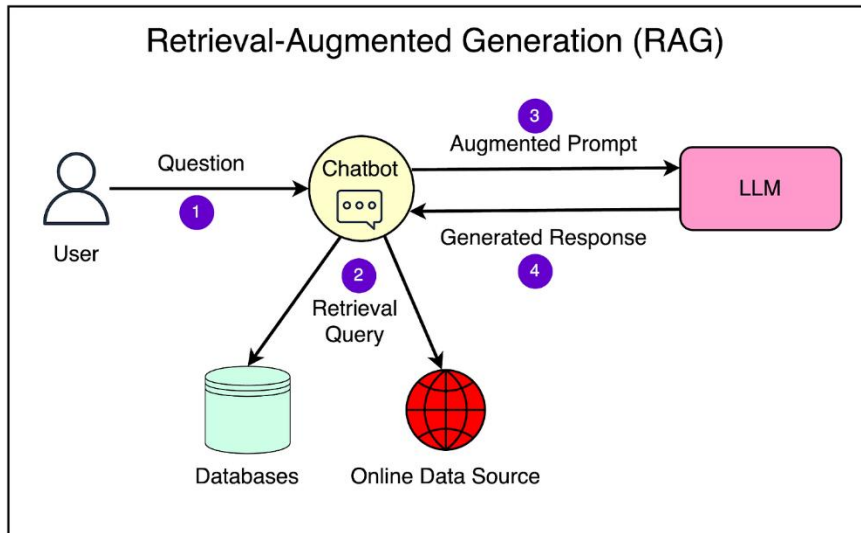 Retrieval-Augmented Generation (RAG)
3
Augmented Prompt
Question
Chatbot
LLM
1
User
Generated Response
4
2
Retrieval
Query
Databases
Online Data Source